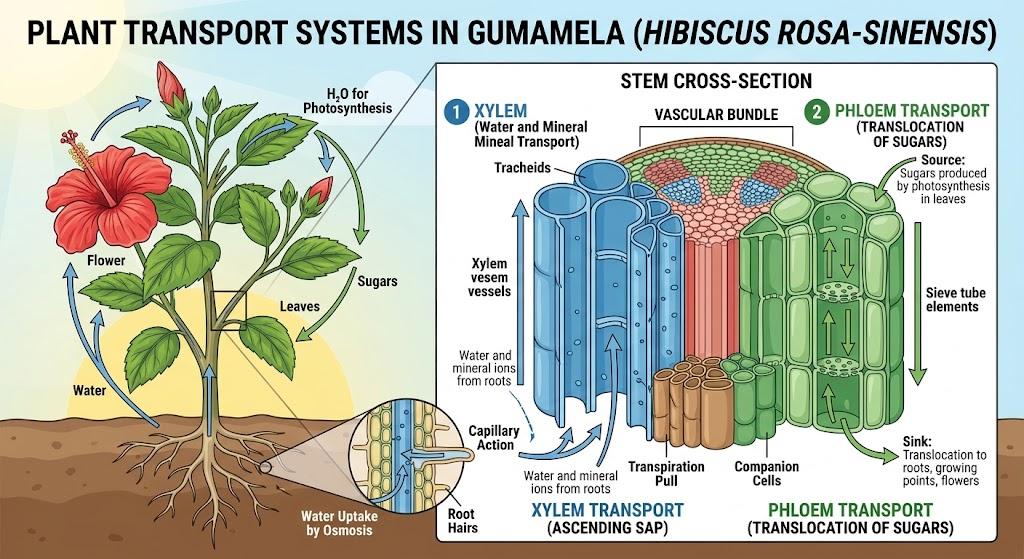 PLANT TRANSPORT SYSTEMS IN GUMAMELA (HIBISCUS ROSA-SINENSIS)
H₂O for
Photosynthesis
Flower
Sugars
Leaves
Water
Water Uptake
by Osmosis
Root
Hairs
STEM CROSS-SECTION
1 XYLEM
(Water and Mineral
Mineal Transport)
Tracheids
VASCULAR BUNDLE
2 PHLOEM TRANSPORT
(TRANSLOCATION
OF SUGARS)
Source:
Sugars produced
by photosynthesis
in leaves
Xylem
vesem
vessels
Sieve tube
elements
Water and
mineral ions
from roots
Capillary
Action
Water and mineral
ions from roots
Transpiration
Pull
Companion
Cells
Sink:
Translocation to
roots, growing
points, flowers
XYLEM TRANSPORT
(ASCENDING SAP)
PHLOEM TRANSPORT
(TRANSLOCATION OF SUGARS)